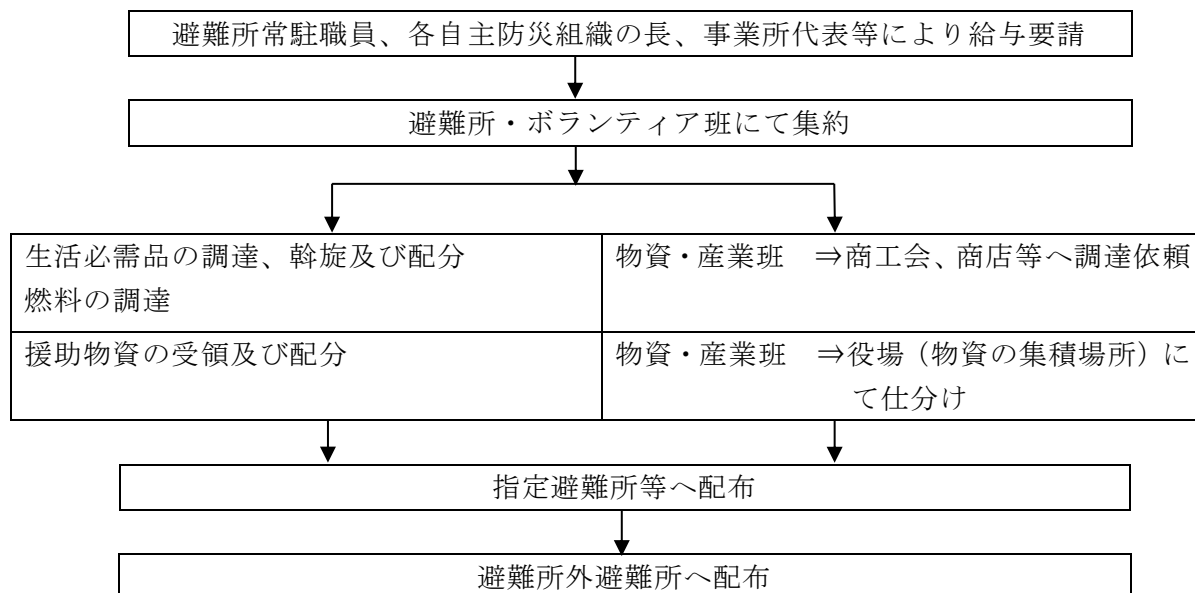 避難所常駐職員、各自主防災組織の長、事業所代表等により給与要請
避難所・ボランティア班にて集約
生活必需品の調達、斡旋及び配分
燃料の調達
物資・産業班　⇒商工会、商店等へ調達依頼
援助物資の受領及び配分
物資・産業班　⇒役場（物資の集積場所）に
て仕分け
指定避難所等へ配布
避難所外避難所へ配布